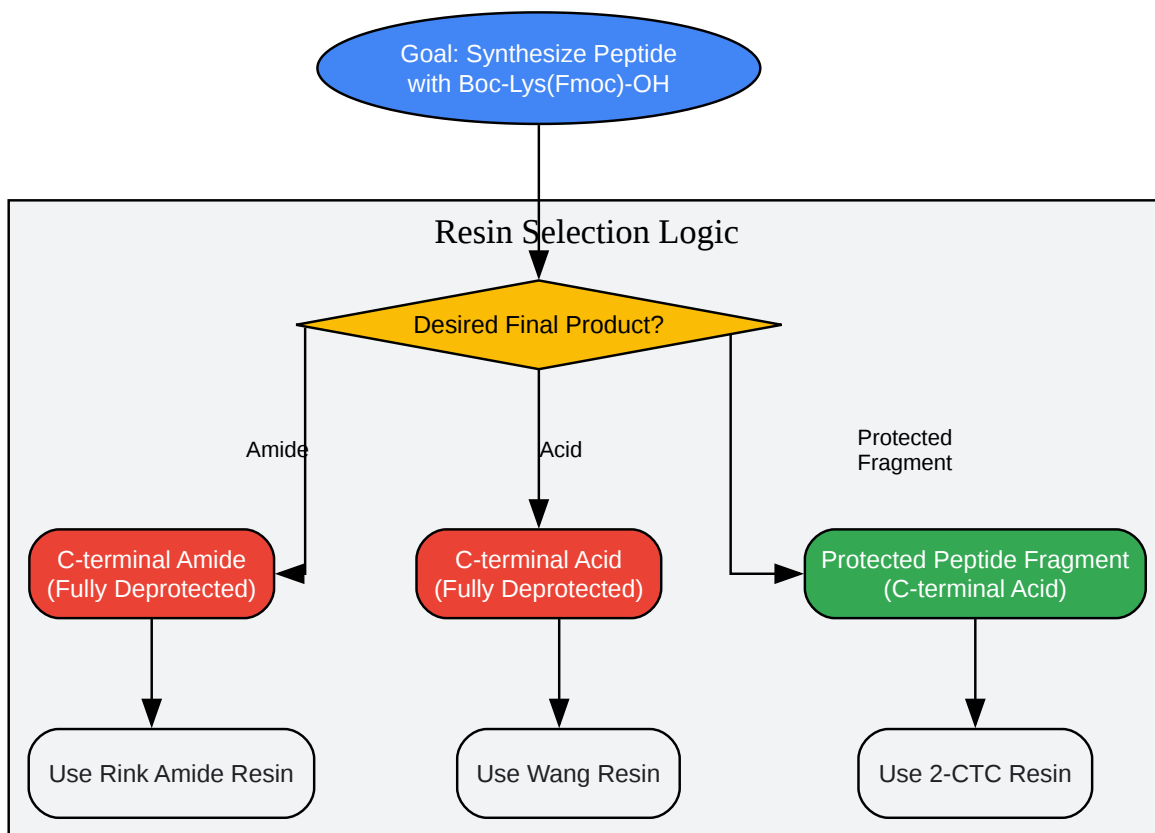 Goal: Synthesize Peptide
with Boc-Lys(Fmoc)-OH
Resin Selection Logic
Desired Final Product?
Amide
Acid
Protected
Fragment
C-terminal Amide
(Fully Deprotected)
C-terminal Acid
(Fully Deprotected)
Protected Peptide Fragment
(C-terminal Acid)
Use Rink Amide Resin
Use Wang Resin
Use 2-CTC Resin